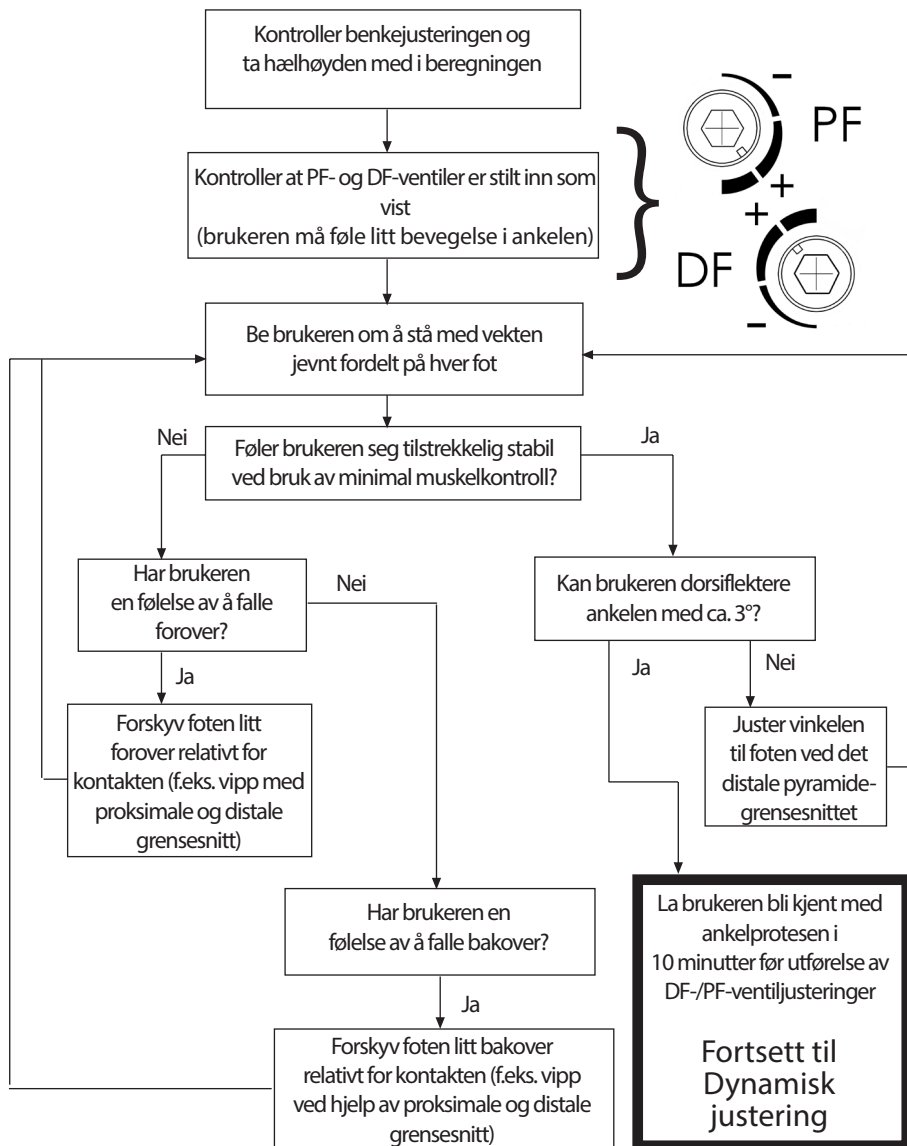 Kontroller benkejusteringen og
ta hælhøyden med i beregningen
-
PF
+
Kontroller at PF- og DF-ventiler er stilt inn som
vist
(brukeren må føle litt bevegelse i ankelen)
+
DF
-
Be brukeren om å stå med vekten
jevnt fordelt på hver fot
Nei
Ja
Føler brukeren seg tilstrekkelig stabil
ved bruk av minimal muskelkontroll?
Har brukeren
en følelse av å falle
forover?
Nei
Kan brukeren dorsiflektere
ankelen med ca. 3°?
Ja
Ja
Nei
Forskyv foten litt
forover relativt for
kontakten (f.eks. vipp med
proksimale og distale
grensesnitt)
Juster vinkelen
til foten ved det
distale pyramide-
grensesnittet
Har brukeren en
følelse av å falle bakover?
Ja
Forskyv foten litt bakover
relativt for kontakten (f.eks. vipp
ved hjelp av proksimale og distale
grensesnitt)
La brukeren bli kjent med
ankelprotesen i
10 minutter før utførelse av
DF-/PF-ventiljusteringer
Fortsett til
Dynamisk
justering